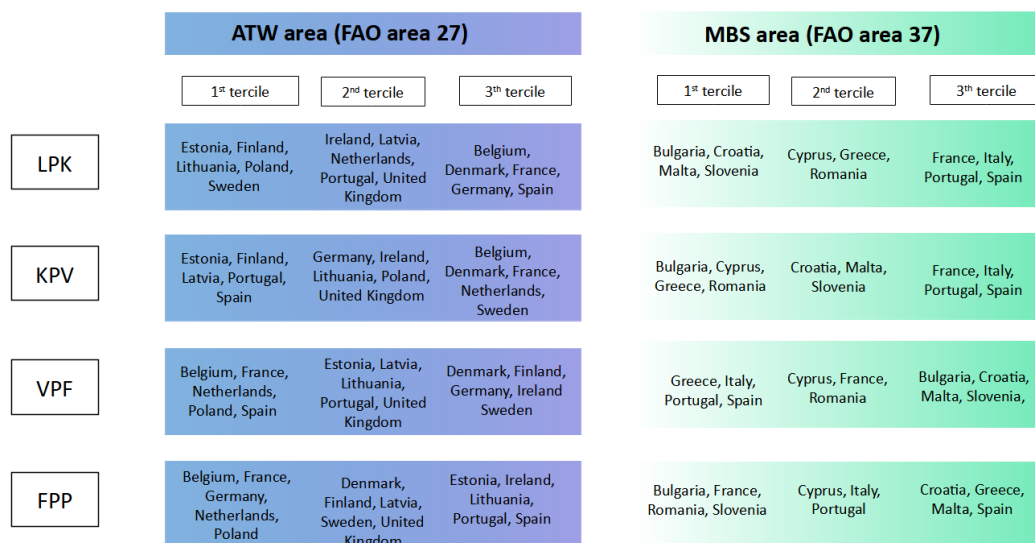 ATW area (FAO area 27)
MBS area (FAO area 37)
1st tercile
2nd tercile
3th tercile
1st tercile
2nd tercile
3th tercile
LPK
Estonia, Finland,
Lithuania, Poland,
Sweden
Ireland, Latvia,
Netherlands,
Portugal, United
Kingdom
Belgium,
Denmark, France,
Germany, Spain
Bulgaria, Croatia,
Malta, Slovenia
Cyprus, Greece,
Romania
France, Italy,
Portugal, Spain
KPV
Estonia, Finland,
Latvia, Portugal,
Spain
Germany, Ireland,
Lithuania, Poland,
United Kingdom
Belgium,
Denmark, France,
Netherlands,
Sweden
Bulgaria, Cyprus,
Greece, Romania
Croatia, Malta,
Slovenia
France, Italy,
Portugal, Spain
VPF
Belgium, France,
Netherlands,
Poland, Spain
Estonia, Latvia,
Lithuania,
Portugal, United
Kingdom
Denmark, Finland,
Germany, Ireland
Sweden
Greece, Italy,
Portugal, Spain
Cyprus, France,
Romania
Bulgaria, Croatia,
Malta, Slovenia,
FPP
Belgium, France,
Germany,
Netherlands,
Poland
Denmark,
Finland, Latvia,
Sweden, United
Kingdom
Estonia, Ireland,
Lithuania,
Portugal, Spain
Bulgaria, France,
Romania, Slovenia
Cyprus, Italy,
Portugal
Croatia, Greece,
Malta, Spain